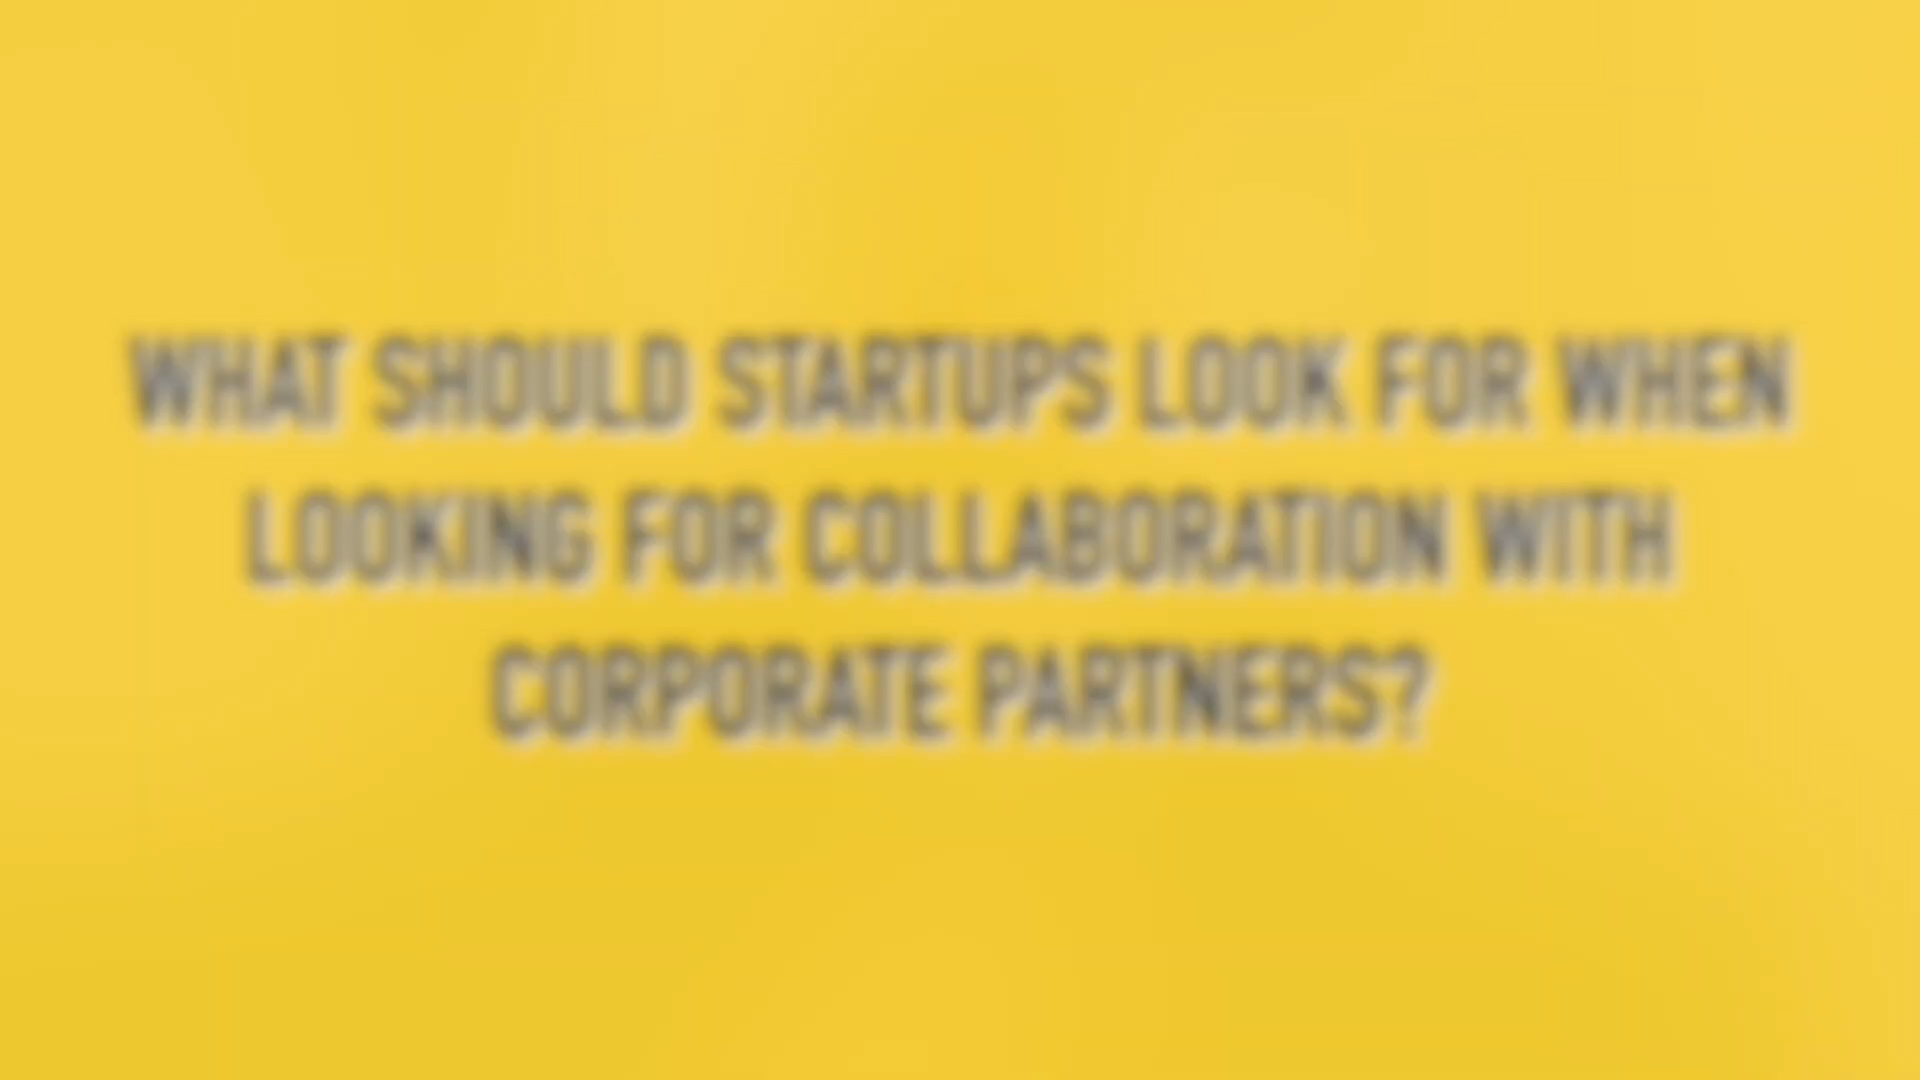 WHAT SHOULD STARTUPS LOOK FOR WHEN
LOOKING FOR COLLABORATION WITH
CORPORATE PARTNERS?